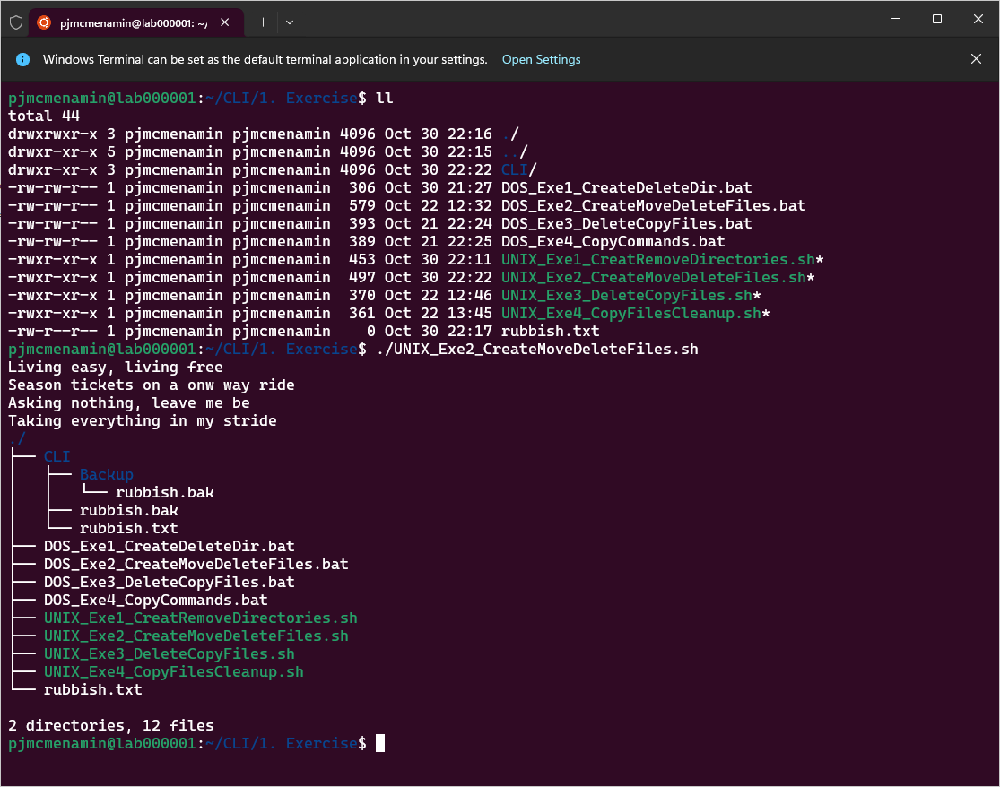 pjmcmenamin@lab000001: ~/
Windows Terminal can be set as the default terminal application in your settings. Open Settings
pjmcmenamin@lab000001:~/CLI/1. Exercise$ ll
total 44
drwxrwxr-x 3 pjmcmenamin pjmcmenamin 4096 Oct 30 22:16 ./
drwxr-xr-x 5 pjmcmenamin pjmcmenamin 4096 Oct 30 22:15 ../
drwxr-xr-x 3 pjmcmenamin pjmcmenamin 4096 Oct 30 22:22 CLI/
-rw-rw-r-- 1 pjmcmenamin pjmcmenamin  306 Oct 30 21:27 DOS_Exe1_CreateDeleteDir.bat
-rw-rw-r-- 1 pjmcmenamin pjmcmenamin  579 Oct 22 12:32 DOS_Exe2_CreateMoveDeleteFiles.bat
-rw-rw-r-- 1 pjmcmenamin pjmcmenamin  393 Oct 21 22:24 DOS_Exe3_DeleteCopyFiles.bat
-rw-rw-r-- 1 pjmcmenamin pjmcmenamin  389 Oct 21 22:25 DOS_Exe4_CopyCommands.bat
-rwxr-xr-x 1 pjmcmenamin pjmcmenamin  453 Oct 30 22:11 UNIX_Exe1_CreatRemoveDirectories.sh*
-rwxr-xr-x 1 pjmcmenamin pjmcmenamin  497 Oct 30 22:22 UNIX_Exe2_CreateMoveDeleteFiles.sh*
-rwxr-xr-x 1 pjmcmenamin pjmcmenamin  370 Oct 22 12:46 UNIX_Exe3_DeleteCopyFiles.sh*
-rwxr-xr-x 1 pjmcmenamin pjmcmenamin  361 Oct 22 13:45 UNIX_Exe4_CopyFilesCleanup.sh*
-rw-r--r-- 1 pjmcmenamin pjmcmenamin    0 Oct 30 22:17 rubbish.txt
pjmcmenamin@lab000001:~/CLI/1. Exercise$ ./UNIX_Exe2_CreateMoveDeleteFiles.sh
Living easy, living free
Season tickets on a onw way ride
Asking nothing, leave me be
Taking everything in my stride
./
├── CLI
│   ├── Backup
│   │   └── rubbish.bak
│   ├── rubbish.bak
│   └── rubbish.txt
├── DOS_Exe1_CreateDeleteDir.bat
├── DOS_Exe2_CreateMoveDeleteFiles.bat
├── DOS_Exe3_DeleteCopyFiles.bat
├── DOS_Exe4_CopyCommands.bat
├── UNIX_Exe1_CreatRemoveDirectories.sh
├── UNIX_Exe2_CreateMoveDeleteFiles.sh
├── UNIX_Exe3_DeleteCopyFiles.sh
├── UNIX_Exe4_CopyFilesCleanup.sh
└── rubbish.txt
2 directories, 12 files
pjmcmenamin@lab000001:~/CLI/1. Exercise$